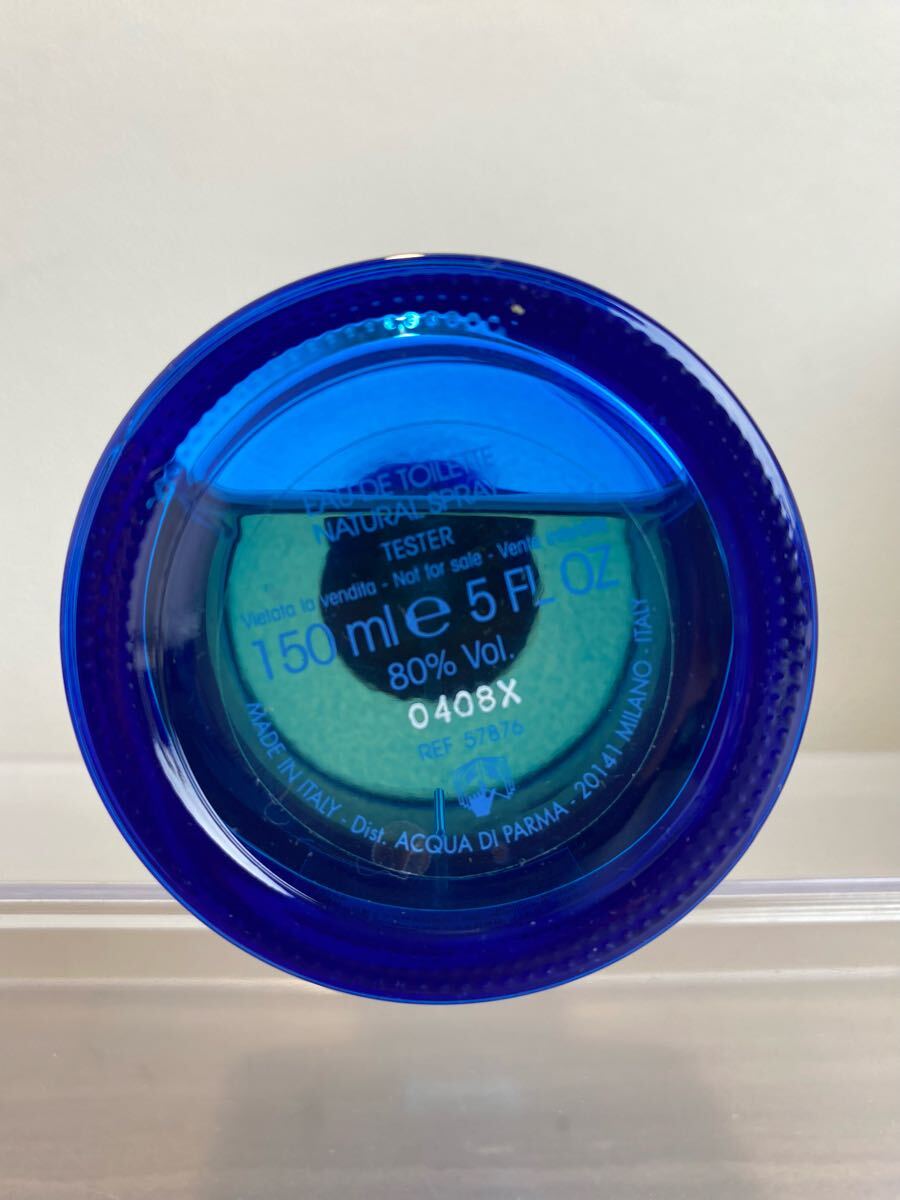 EAU DE TOILETTE
NATURAL SPRAY
TESTER
Vietata la vendita - Not for sale - Vente
150 ml e 5 FL OZ
80% Vol.
0408X
REF 57876
MADE IN ITALY - Dist. ACQUA DI PARMA - 20141 MILANO - ITALY